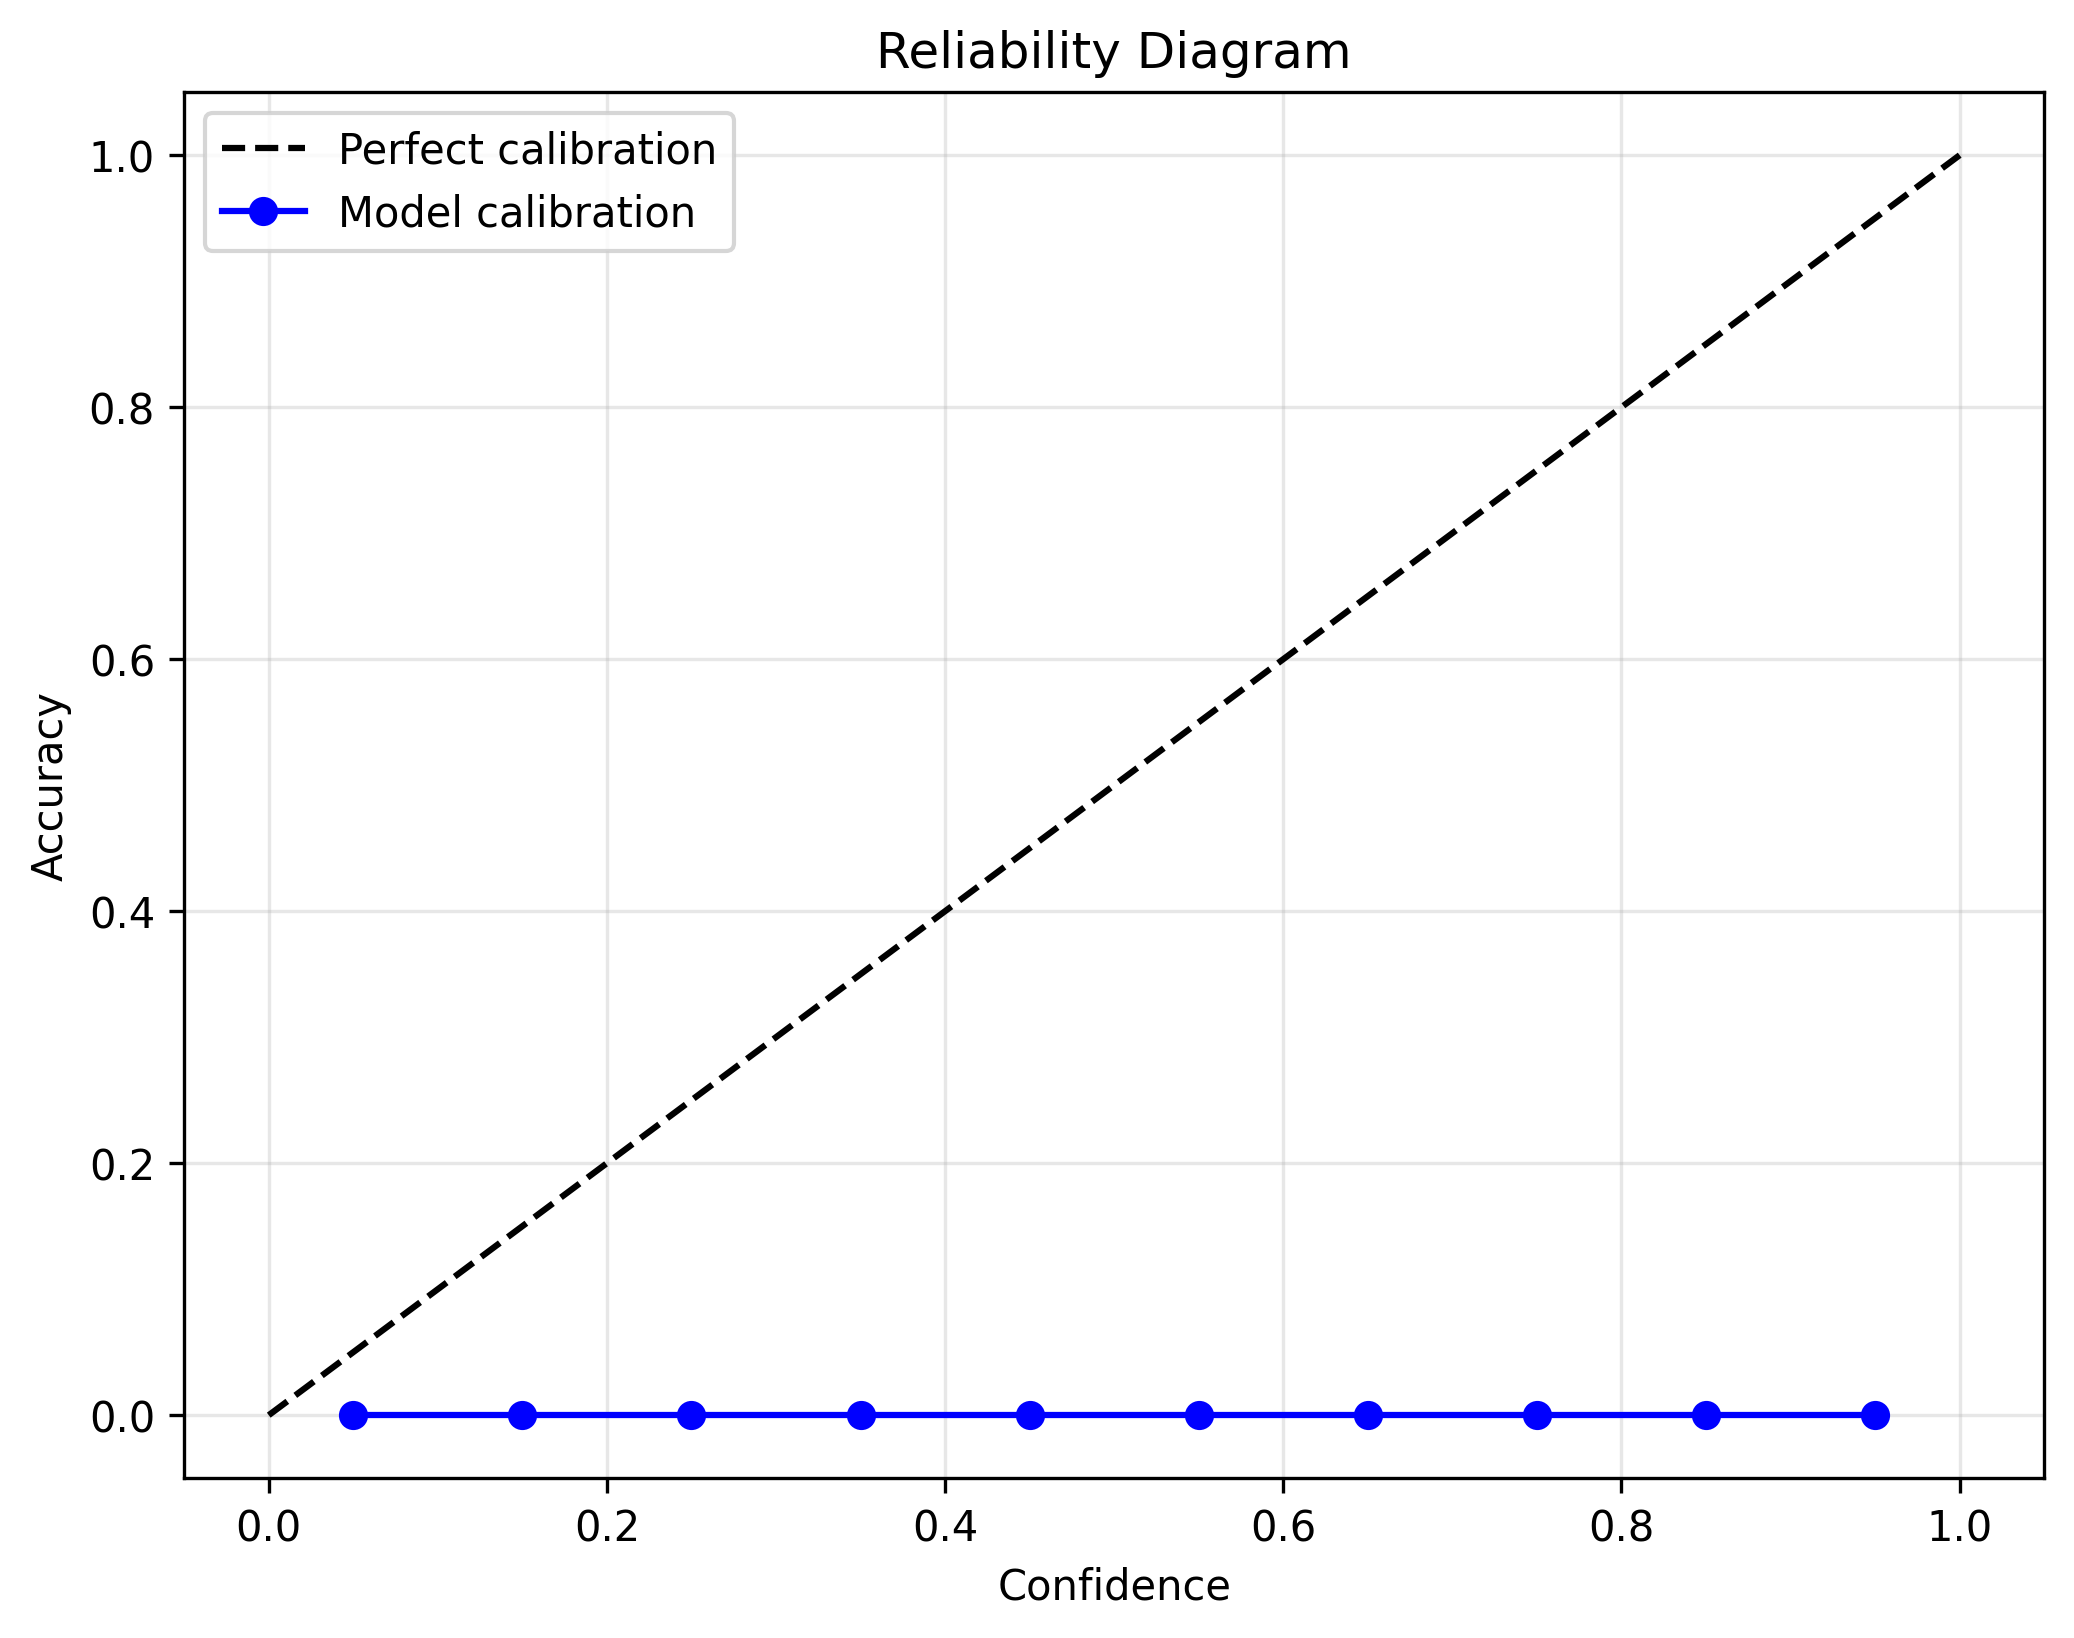 Reliability Diagram
Perfect calibration
Model calibration
1.0
0.8
0.6
0.4
0.2
0.0
Accuracy
0.0 0.2 0.4 0.6 0.8 1.0
Confidence